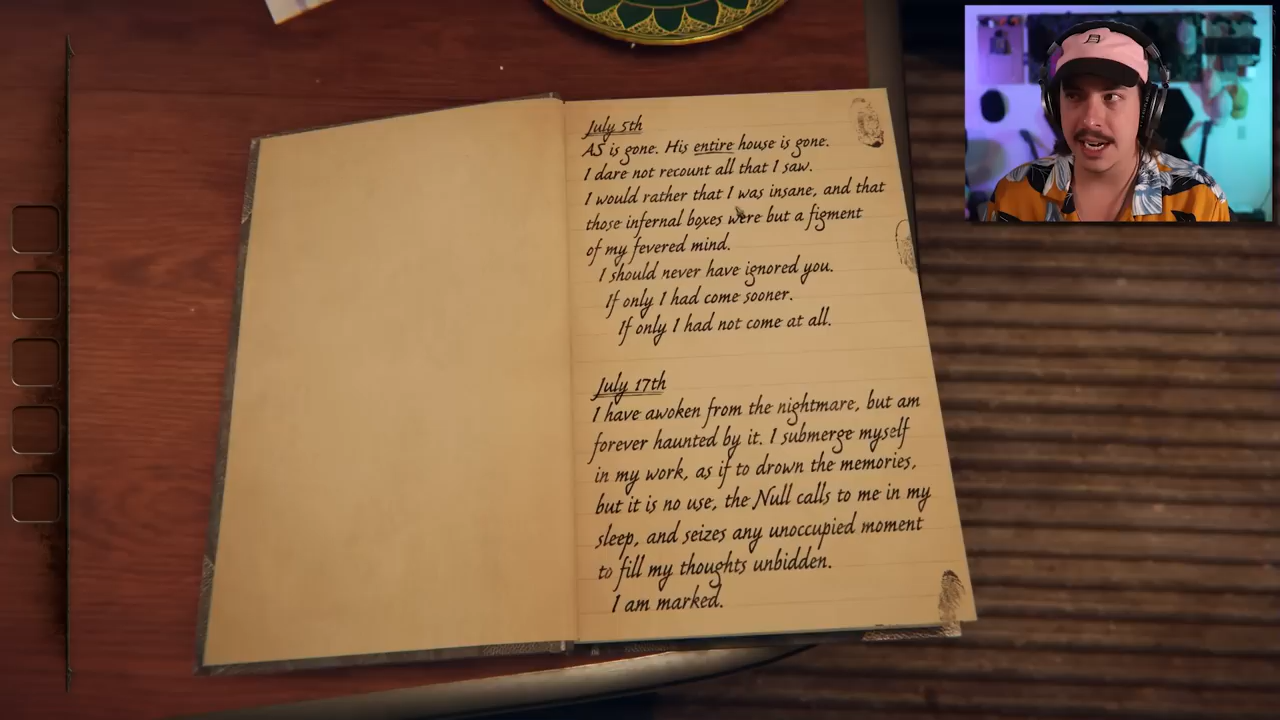 July 5th
AS is gone. His entire house is gone.
I dare not recount all that I saw.
I would rather that I was insane, and that
those infernal boxes were but a figment
of my fevered mind.
I should never have ignored you.
If only I had come sooner.
If only I had not come at all.
July 17th
I have awoken from the nightmare, but am
forever haunted by it. I submerge myself
in my work, as if to drown the memories,
but it is no use, the Null calls to me in my
sleep, and seizes any unoccupied moment
to fill my thoughts unbidden.
I am marked.